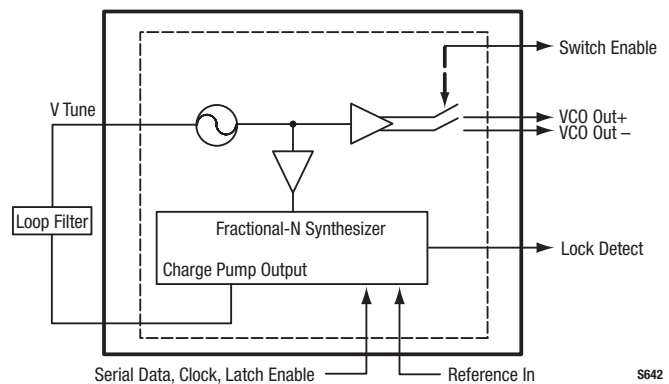 Switch Enable
V Tune
VCO Out+
VCO Out –
Loop Filter
Fractional-N Synthesizer
Lock Detect
Charge Pump Output
Serial Data, Clock, Latch Enable
Reference In
S642